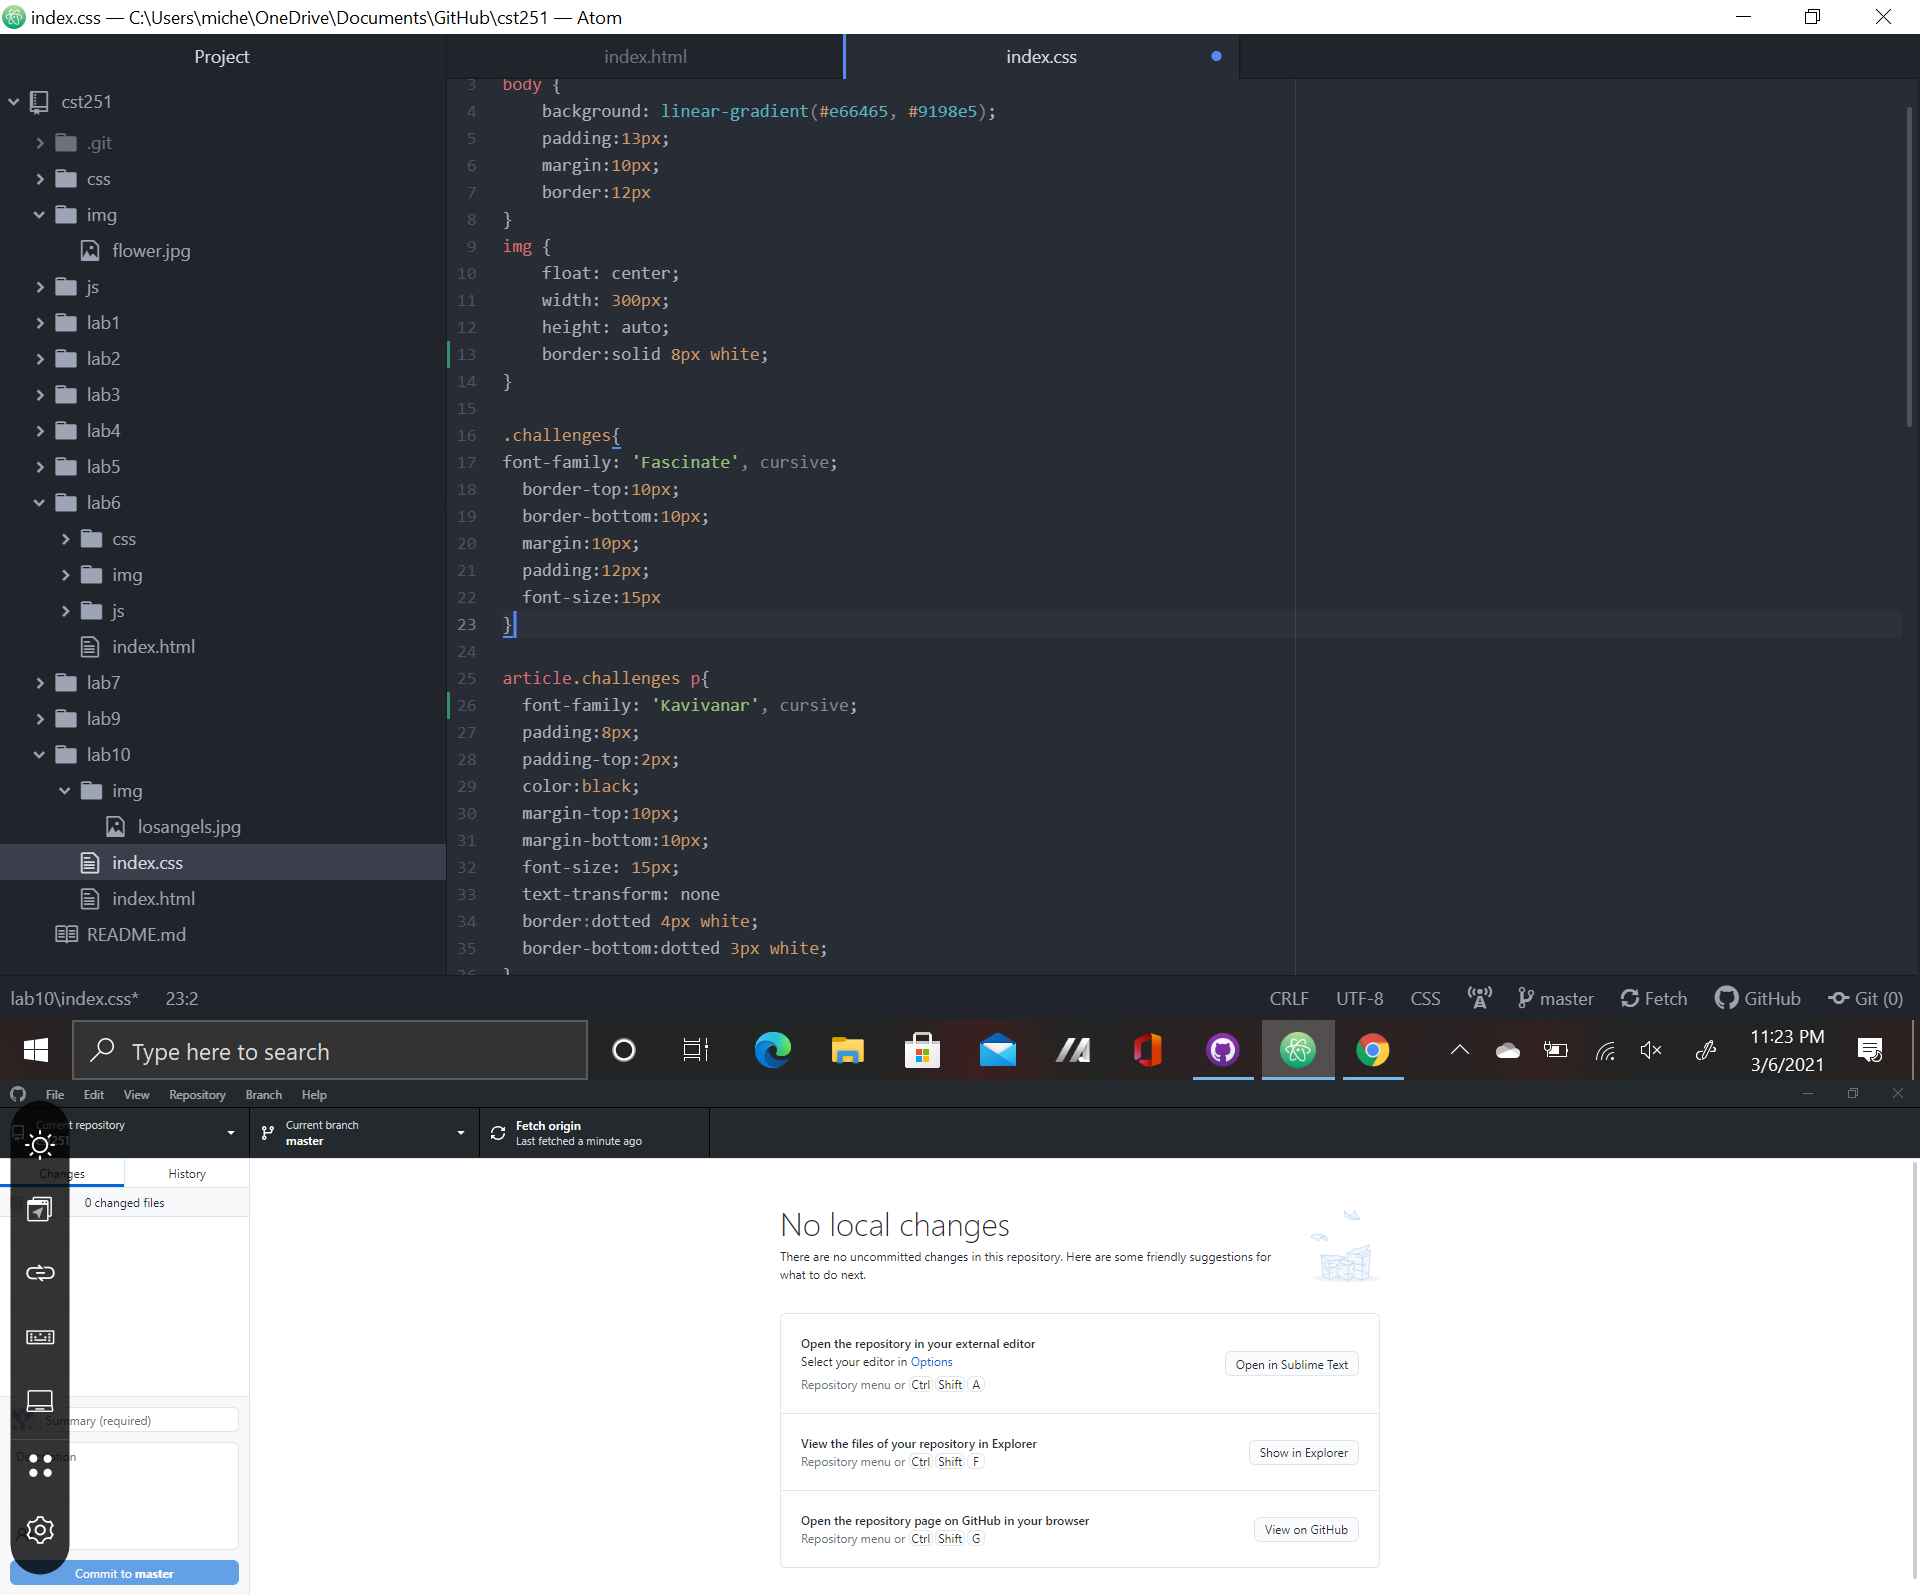 index.css — C:\Users\miche\OneDrive\Documents\GitHub\cst251 — Atom
Project
index.html
index.css
cst251
.git
css
img
flower.jpg
js
lab1
lab2
lab3
lab4
lab5
lab6
css
img
js
index.html
lab7
lab9
lab10
img
losangels.jpg
index.css
index.html
README.md
3 body {
4 background: linear-gradient(#e66465, #9198e5);
5 padding:13px;
6 margin:10px;
7 border:12px
8 }
9 img {
10 float: center;
11 width: 300px;
12 height: auto;
13 border:solid 8px white;
14 }
15
16 .challenges{
17 font-family: 'Fascinate', cursive;
18 border-top:10px;
19 border-bottom:10px;
20 margin:10px;
21 padding:12px;
22 font-size:15px
23 }
24
25 article.challenges p{
26 font-family: 'Kavivanar', cursive;
27 padding:8px;
28 padding-top:2px;
29 color:black;
30 margin-top:10px;
31 margin-bottom:10px;
32 font-size: 15px;
33 text-transform: none
34 border:dotted 4px white;
35 border-bottom:dotted 3px white;
36 }
lab10\index.css* 23:2
CRLF UTF-8 CSS master Fetch GitHub Git (0)
Type here to search
11:23 PM
3/6/2021
File Edit View Repository Branch Help
Current repository
Current branch
master
Fetch origin
Last fetched a minute ago
Changes History
0 changed files
No local changes
There are no uncommitted changes in this repository. Here are some friendly suggestions for
what to do next.
Open the repository in your external editor
Select your editor in Options
Repository menu or Ctrl Shift A
Open in Sublime Text
View the files of your repository in Explorer
Repository menu or Ctrl Shift F
Show in Explorer
Open the repository page on GitHub in your browser
Repository menu or Ctrl Shift G
View on GitHub
Summary (required)
Commit to master